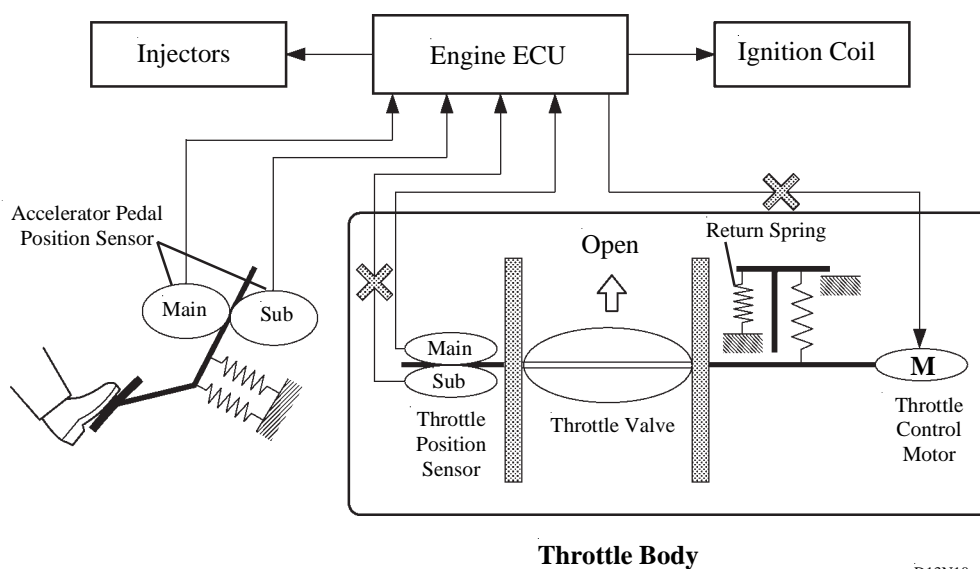 Injectors
Engine ECU
Ignition Coil
Accelerator Pedal
Position Sensor
Main
Sub
Open
Return Spring
Main
Sub
M
Throttle
Position
Sensor
Throttle Valve
Throttle
Control
Motor
Throttle Body